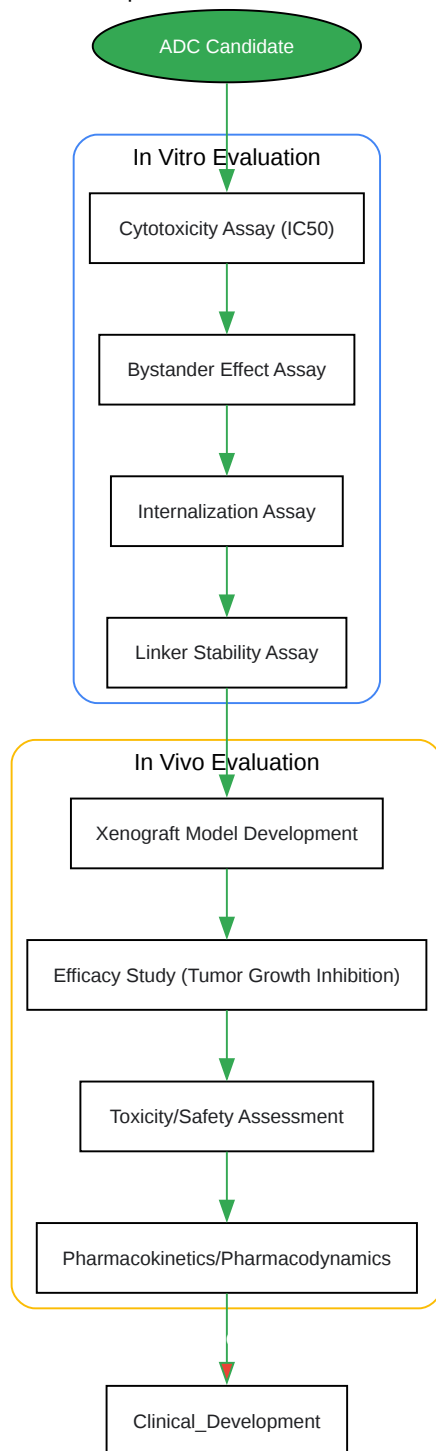 ADC Candidate
In Vitro Evaluation
Cytotoxicity Assay (IC50)
Bystander Effect Assay
Internalization Assay
Linker Stability Assay
In Vivo Evaluation
Xenograft Model Development
Efficacy Study (Tumor Growth Inhibition)
Toxicity/Safety Assessment
Pharmacokinetics/Pharmacodynamics
Clinical_Development